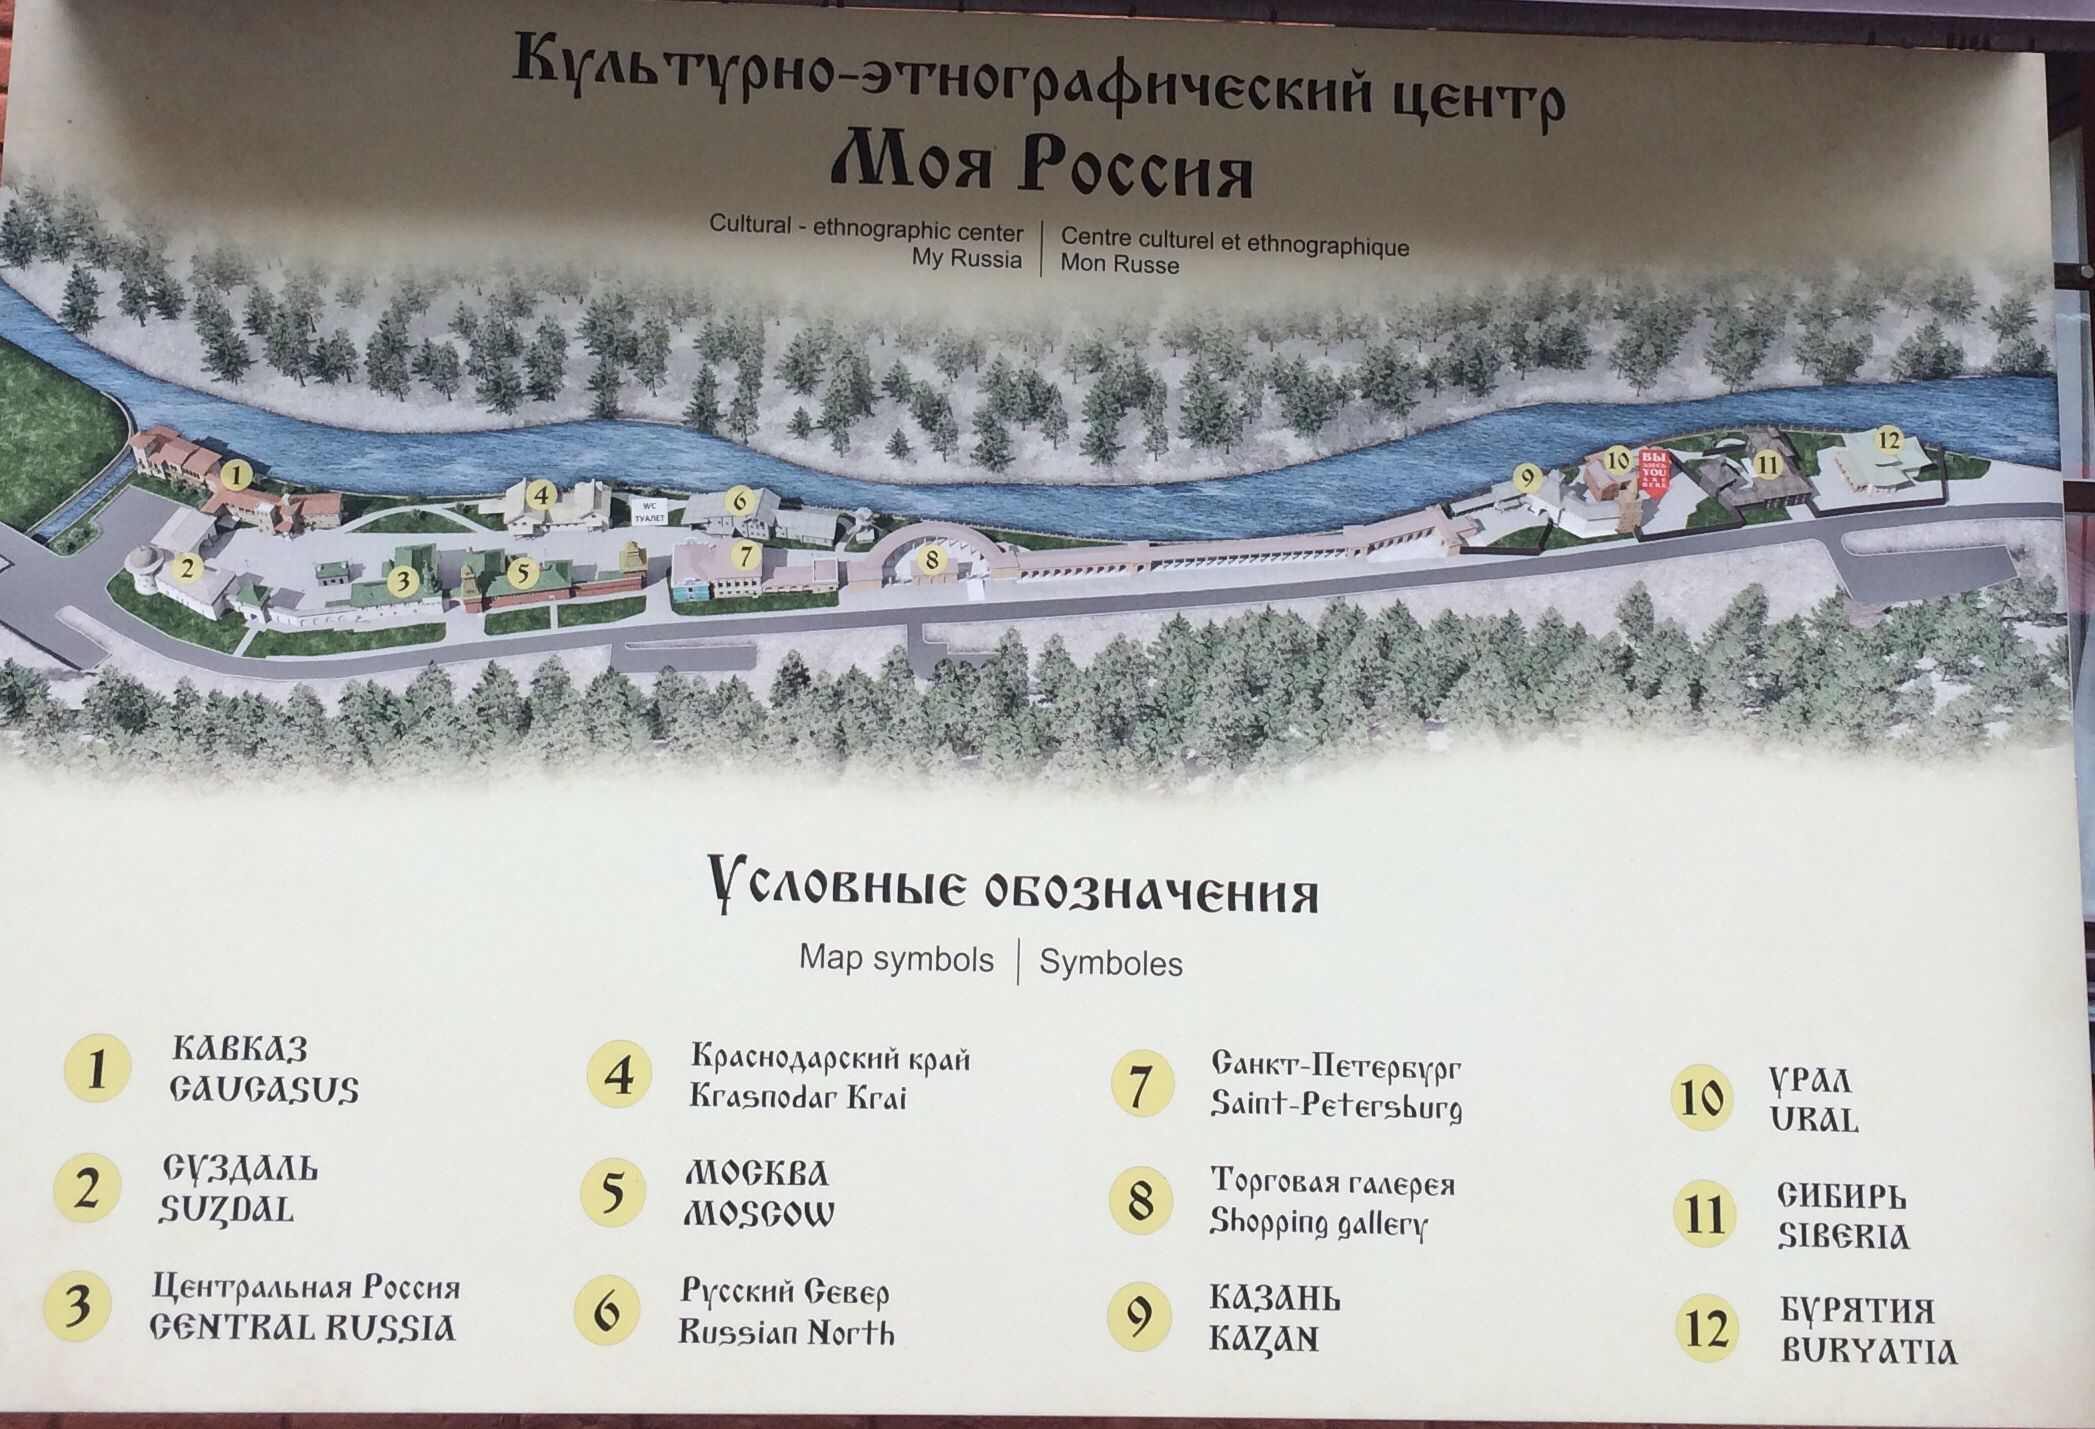 Культурно-этнографический центр
Моя Россия
Cultural - ethnographic center
My Russia
Centre culturel et ethnographique
Mon Russe
1
2
3
4
WC
ТУАЛЕТ
5
6
7
8
9
10
ВЫ
ЗДЕСЬ
YOU
ARE
HERE
11
12
Условные обозначения
Map symbols | Symboles
1
КАВКАЗ
CAUCASUS
2
СУЗДАЛЬ
SUZDAL
3
Центральная Россия
CENTRAL RUSSIA
4
Краснодарский край
Krasnodar Krai
5
МОСКВА
MOSCOW
6
Русский Север
Russian North
7
Санкт-Петербург
Saint-Petersburg
8
Торговая галерея
Shopping gallery
9
КАЗАНЬ
KAZAN
10
УРАЛ
URAL
11
СИБИРЬ
SIBERIA
12
БУРЯТИЯ
BURYATIA